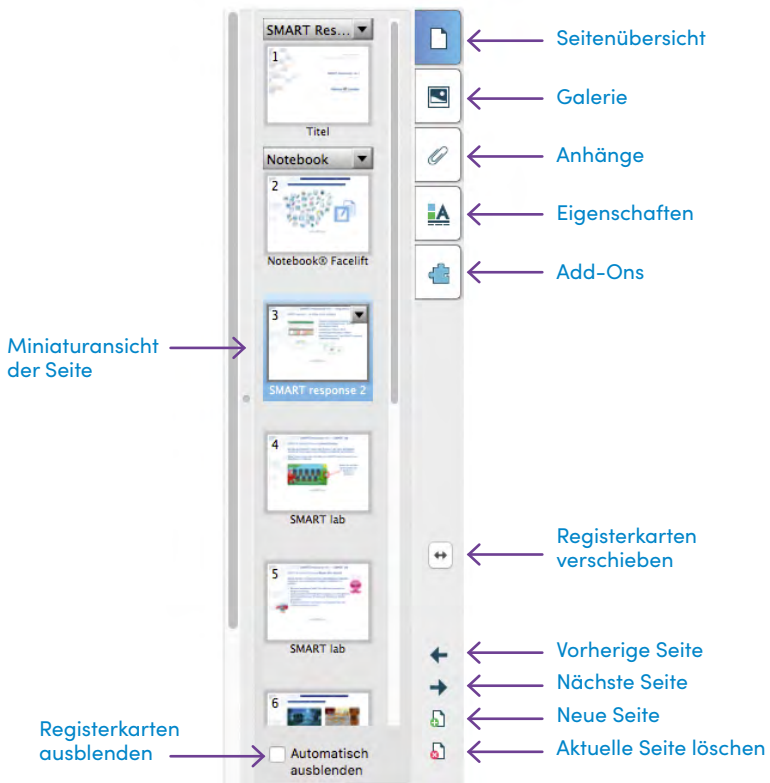 SMART Res...
1
Titel
Notebook
2
Notebook® Facelift
3
SMART response 2
4
SMART lab
5
SMART lab
6
Automatisch
ausblenden
Seitenübersicht
Galerie
Anhänge
Eigenschaften
Add-Ons
Miniaturansicht
der Seite
Registerkarten
verschieben
Vorherige Seite
Nächste Seite
Neue Seite
Aktuelle Seite löschen
Registerkarten
ausblenden